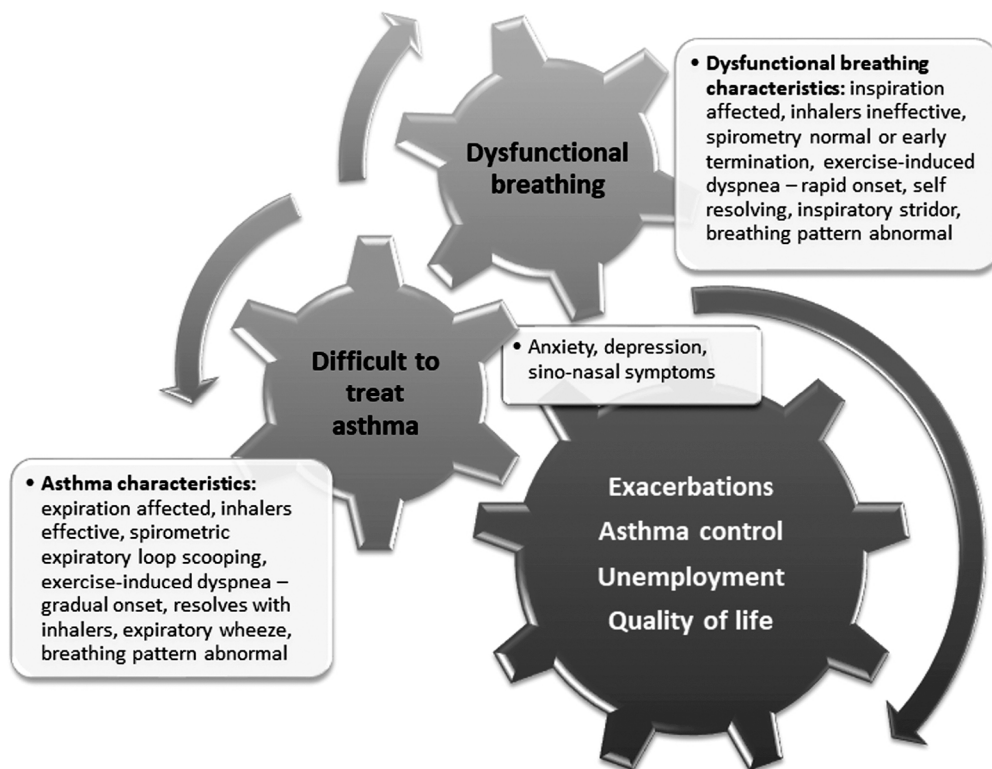 Dysfunctional
breathing
• Dysfunctional breathing
characteristics: inspiration
affected, inhalers ineffective,
spirometry normal or early
termination, exercise-induced
dyspnea – rapid onset, self
resolving, inspiratory stridor,
breathing pattern abnormal
Difficult to
treat
asthma
• Anxiety, depression,
sino-nasal symptoms
• Asthma characteristics:
expiration affected, inhalers
effective, spirometric
expiratory loop scooping,
exercise-induced dyspnea –
gradual onset, resolves with
inhalers, expiratory wheeze,
breathing pattern abnormal
Exacerbations
Asthma control
Unemployment
Quality of life